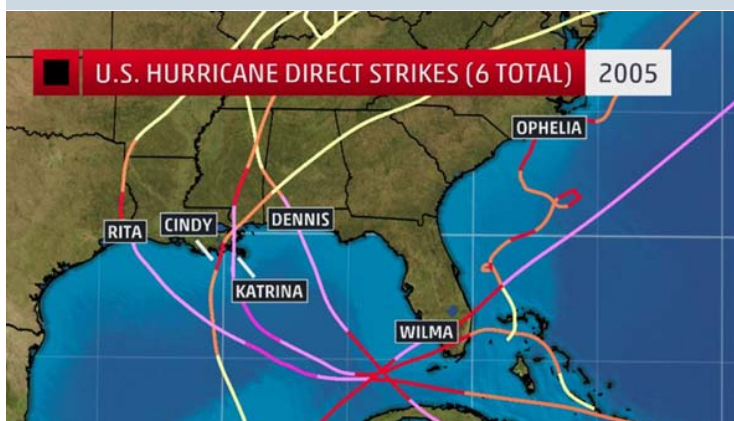 U.S. HURRICANE DIRECT STRIKES (6 TOTAL) 2005
OPHELIA
CINDY
DENNIS
RITA
KATRINA
WILMA